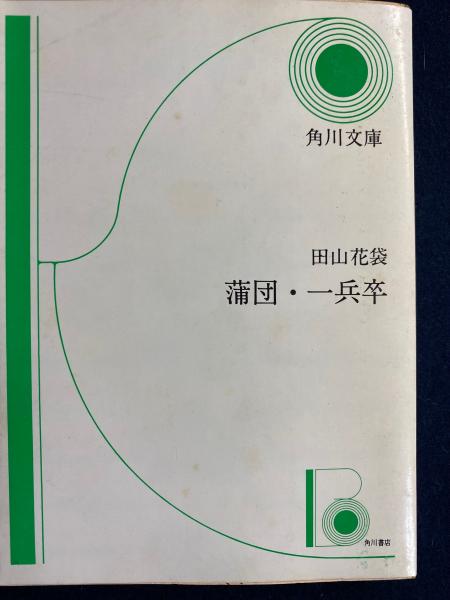 角川文庫
田山花袋
蒲団・一兵卒
角川書店